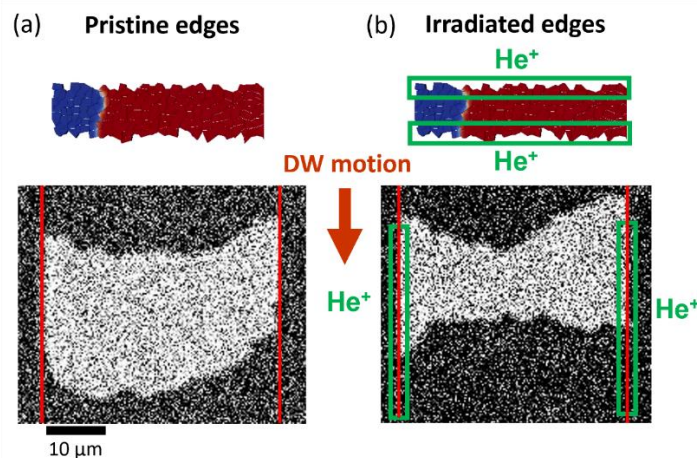 (a) Pristine edges
(b) Irradiated edges
He⁺
He⁺
DW motion
He⁺
He⁺
10 µm